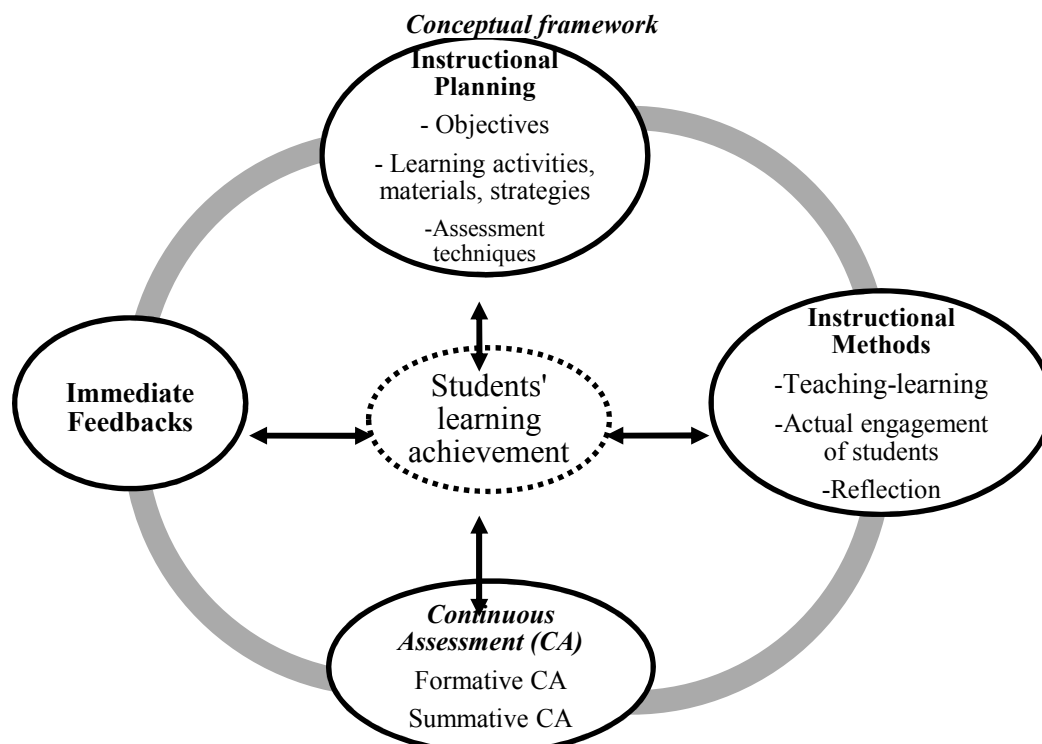 Conceptual framework
Instructional
Planning
- Objectives
- Learning activities,
materials, strategies
-Assessment
techniques
Immediate
Feedbacks
Students'
learning
achievement
Instructional
Methods
-Teaching-learning
-Actual engagement
of students
-Reflection
Continuous
Assessment (CA)
Formative CA
Summative CA